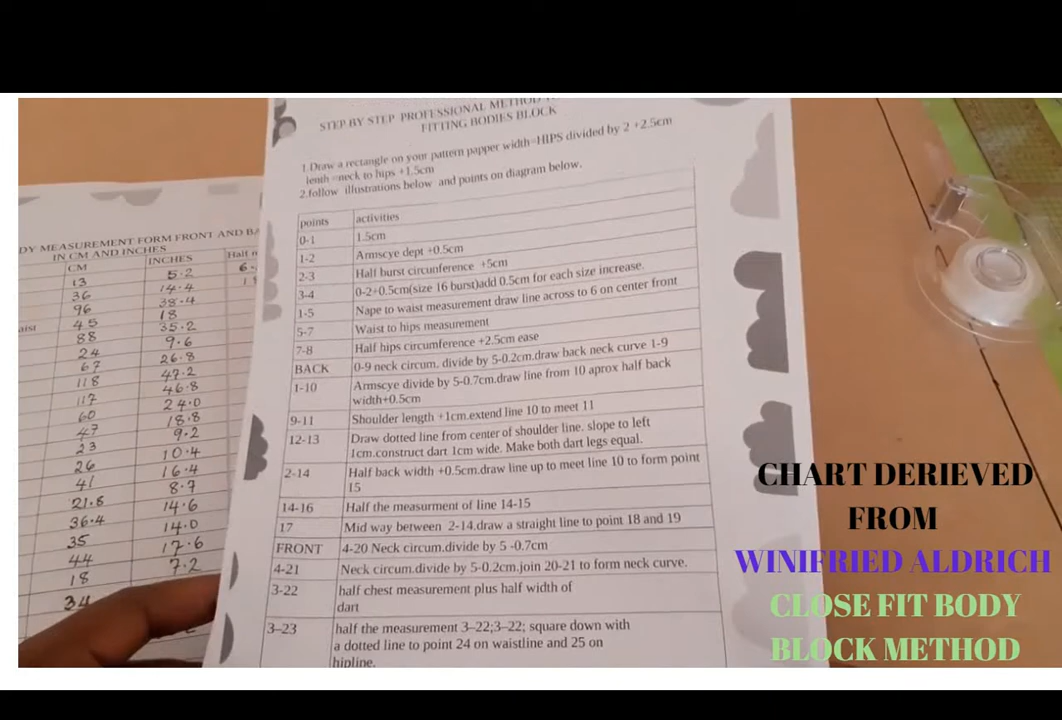 STEP BY STEP PROFESSIONAL METHOD
FITTING BODIES BLOCK
1.Draw a rectangle on your pattern papper width=HIPS divided by 2 +2.5cm
lenth =neck to hips +1.5cm
2.follow illustrations below and points on diagram below.
points activities
0-1 1.5cm
1-2 Armscye dept +0.5cm
2-3 Half burst circunference +5cm
3-4 0-2+0.5cm(size 16 burst)add 0.5cm for each size increase.
1-5 Nape to waist measurement draw line across to 6 on center front
5-7 Waist to hips measurement
7-8 Half hips circumference +2.5cm ease
BACK 0-9 neck circum. divide by 5-0.2cm.draw back neck curve 1-9
1-10 Armscye divide by 5-0.7cm.draw line from 10 aprox half back
width+0.5cm
9-11 Shoulder length +1cm.extend line 10 to meet 11
12-13 Draw dotted line from center of shoulder line. slope to left
1cm.construct dart 1cm wide. Make both dart legs equal.
2-14 Half back width +0.5cm.draw line up to meet line 10 to form point
15
14-16 Half the measurment of line 14-15
17 Mid way between 2-14.draw a straight line to point 18 and 19
FRONT 4-20 Neck circum.divide by 5 -0.7cm
4-21 Neck circum.divide by 5-0.2cm.join 20-21 to form neck curve.
3-22 half chest measurement plus half width of
dart
3–23 half the measurement 3–22;3–22; square down with
a dotted line to point 24 on waistline and 25 on
hipline.
DY MEASUREMENT FORM FRONT AND BA
IN CM AND INCHES
CM INCHES Half
13 5.2
36 14.4
96 38.4
aist 45 18
88 35.2
24 9.6
67 26.8
118 47.2
117 46.8
60 24.0
47 18.8
23 9.2
26 10.4
41 16.4
21.8 8.7
36.4 14.6
35 14.0
44 17.6
18 7.2
34
CHART DERIEVED
FROM
WINIFRIED ALDRICH
CLOSE FIT BODY
BLOCK METHOD